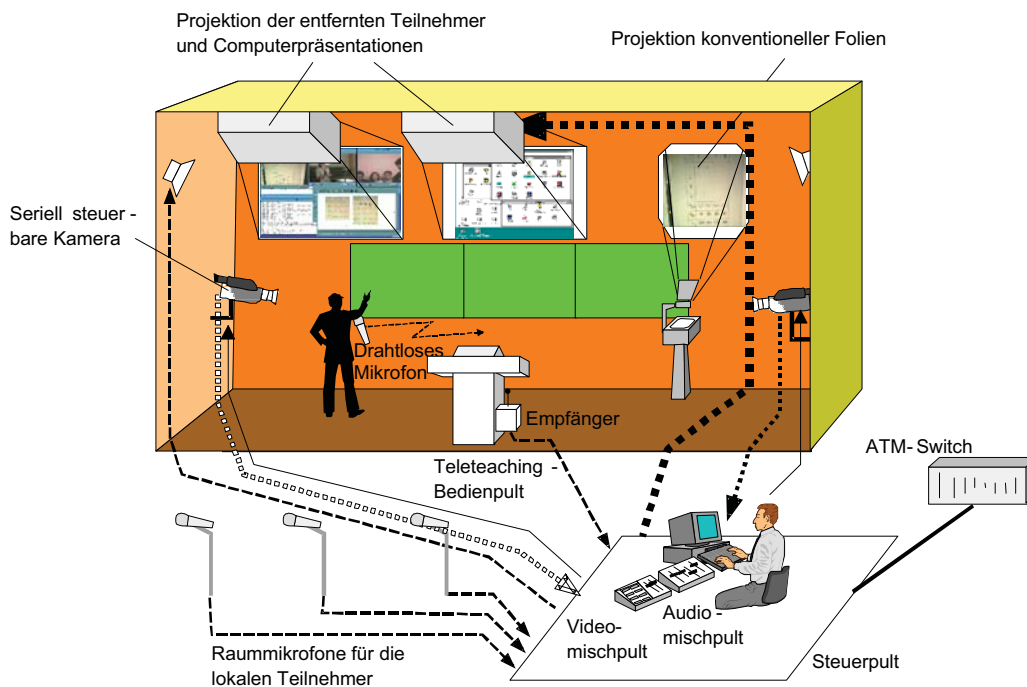 Projektion der entfernten Teilnehmer
und Computerpräsentationen
Projektion konventioneller Folien
Seriell steuer -
bare Kamera
Drahtloses
Mikrofon
Empfänger
Teleteaching -
Bedienpult
ATM- Switch
Video-
mischpult
Audio -
mischpult
Steuerpult
Raummikrofone für die
lokalen Teilnehmer